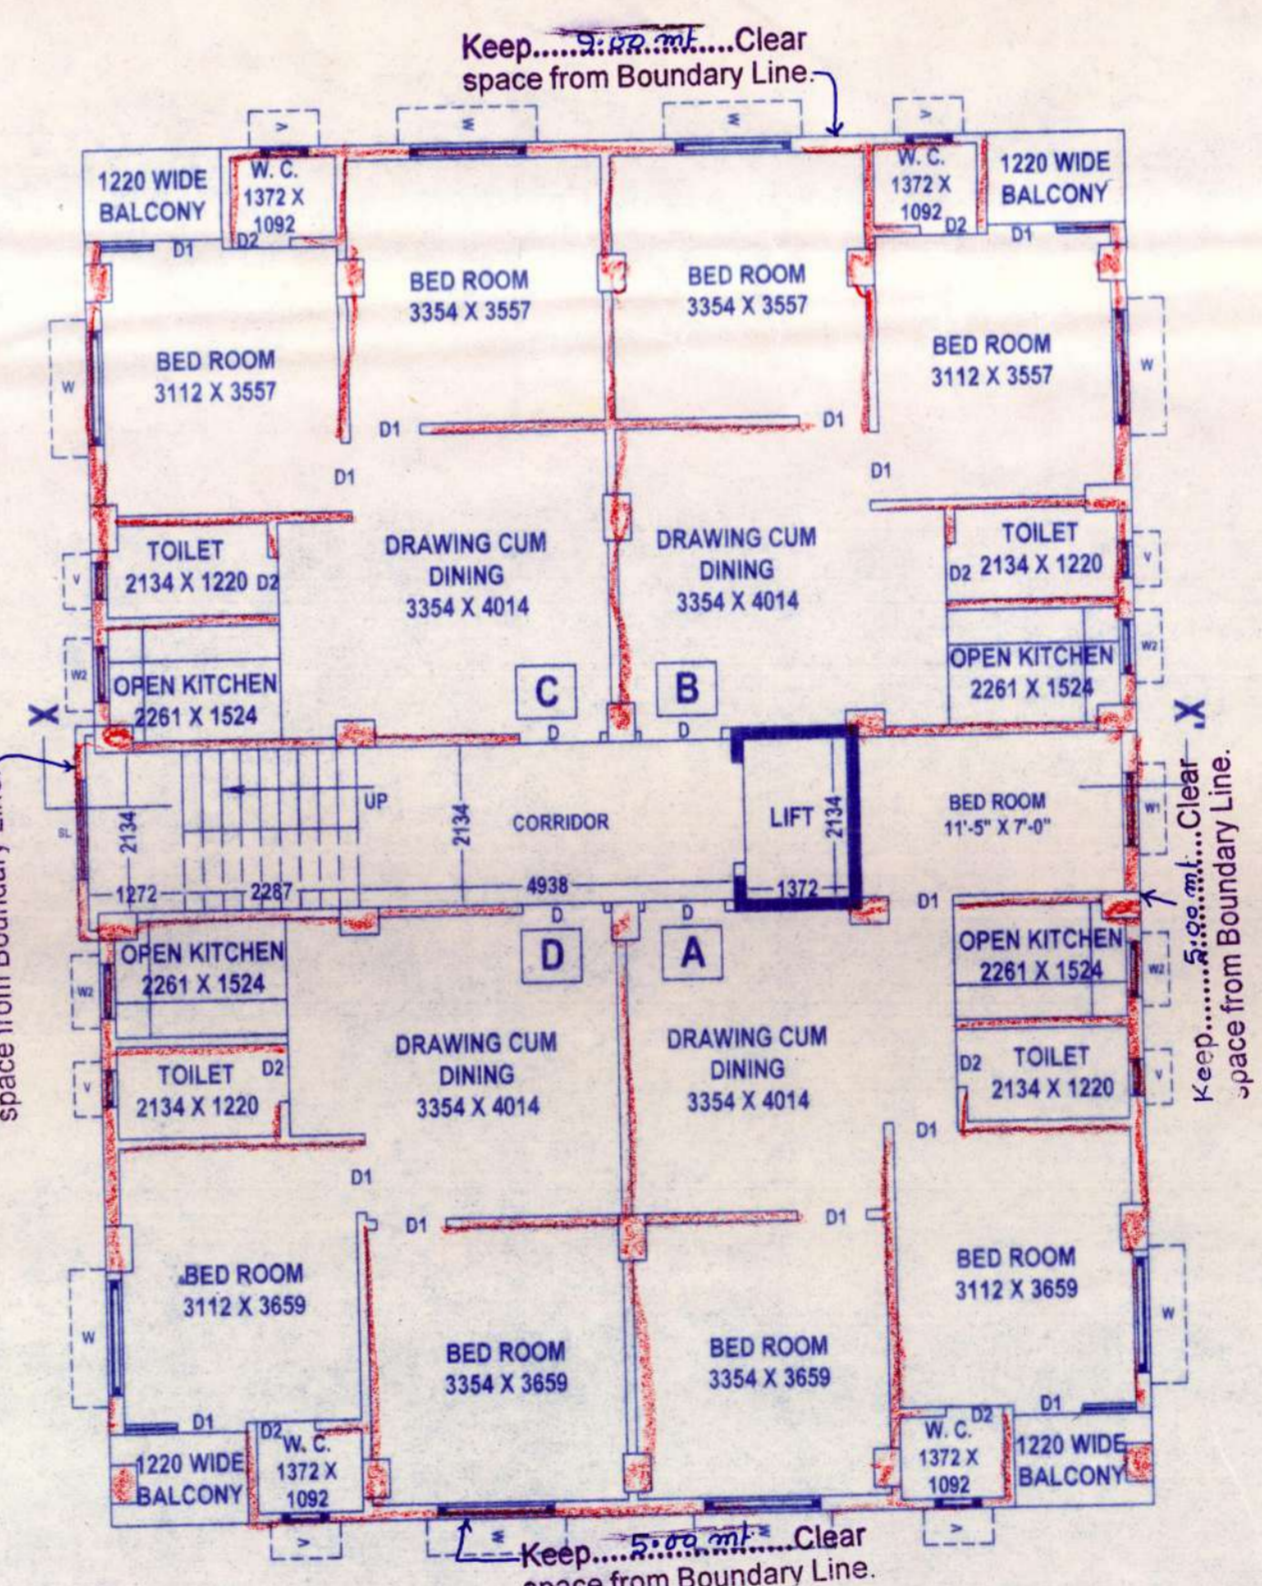 Keep......9.00 mt......Clear
space from Boundary Line.
V
W
W
V
1220 WIDE
BALCONY
W. C.
1372 X
1092
D1
D2
BED ROOM
3354 X 3557
BED ROOM
3354 X 3557
W. C.
1372 X
1092
D2
1220 WIDE
BALCONY
D1
W
BED ROOM
3112 X 3557
BED ROOM
3112 X 3557
W
D1
D1
D1
D1
V
TOILET
2134 X 1220 D2
DRAWING CUM
DINING
3354 X 4014
DRAWING CUM
DINING
3354 X 4014
TOILET
D2 2134 X 1220
V
W2
OPEN KITCHEN
2261 X 1524
C
B
OPEN KITCHEN
2261 X 1524
W2
X
X
D
D
SL
2134
UP
2134
CORRIDOR
LIFT
2134
BED ROOM
11'-5" X 7'-0"
W1
1272
2287
4938
1372
D
D
D1
space from Boundary Line.
Keep......5.00 mt......Clear
space from Boundary Line.
W2
OPEN KITCHEN
2261 X 1524
D
A
OPEN KITCHEN
2261 X 1524
W2
V
TOILET D2
2134 X 1220
DRAWING CUM
DINING
3354 X 4014
DRAWING CUM
DINING
3354 X 4014
D2 TOILET
2134 X 1220
V
D1
D1
D1
D1
W
BED ROOM
3112 X 3659
BED ROOM
3354 X 3659
BED ROOM
3354 X 3659
BED ROOM
3112 X 3659
W
D1
D2
W. C.
1372 X
1092
1220 WIDE
BALCONY
D2
W. C.
1372 X
1092
D1
1220 WIDE
BALCONY
V
W
W
V
Keep.....5.00 mt......Clear
space from Boundary Line.